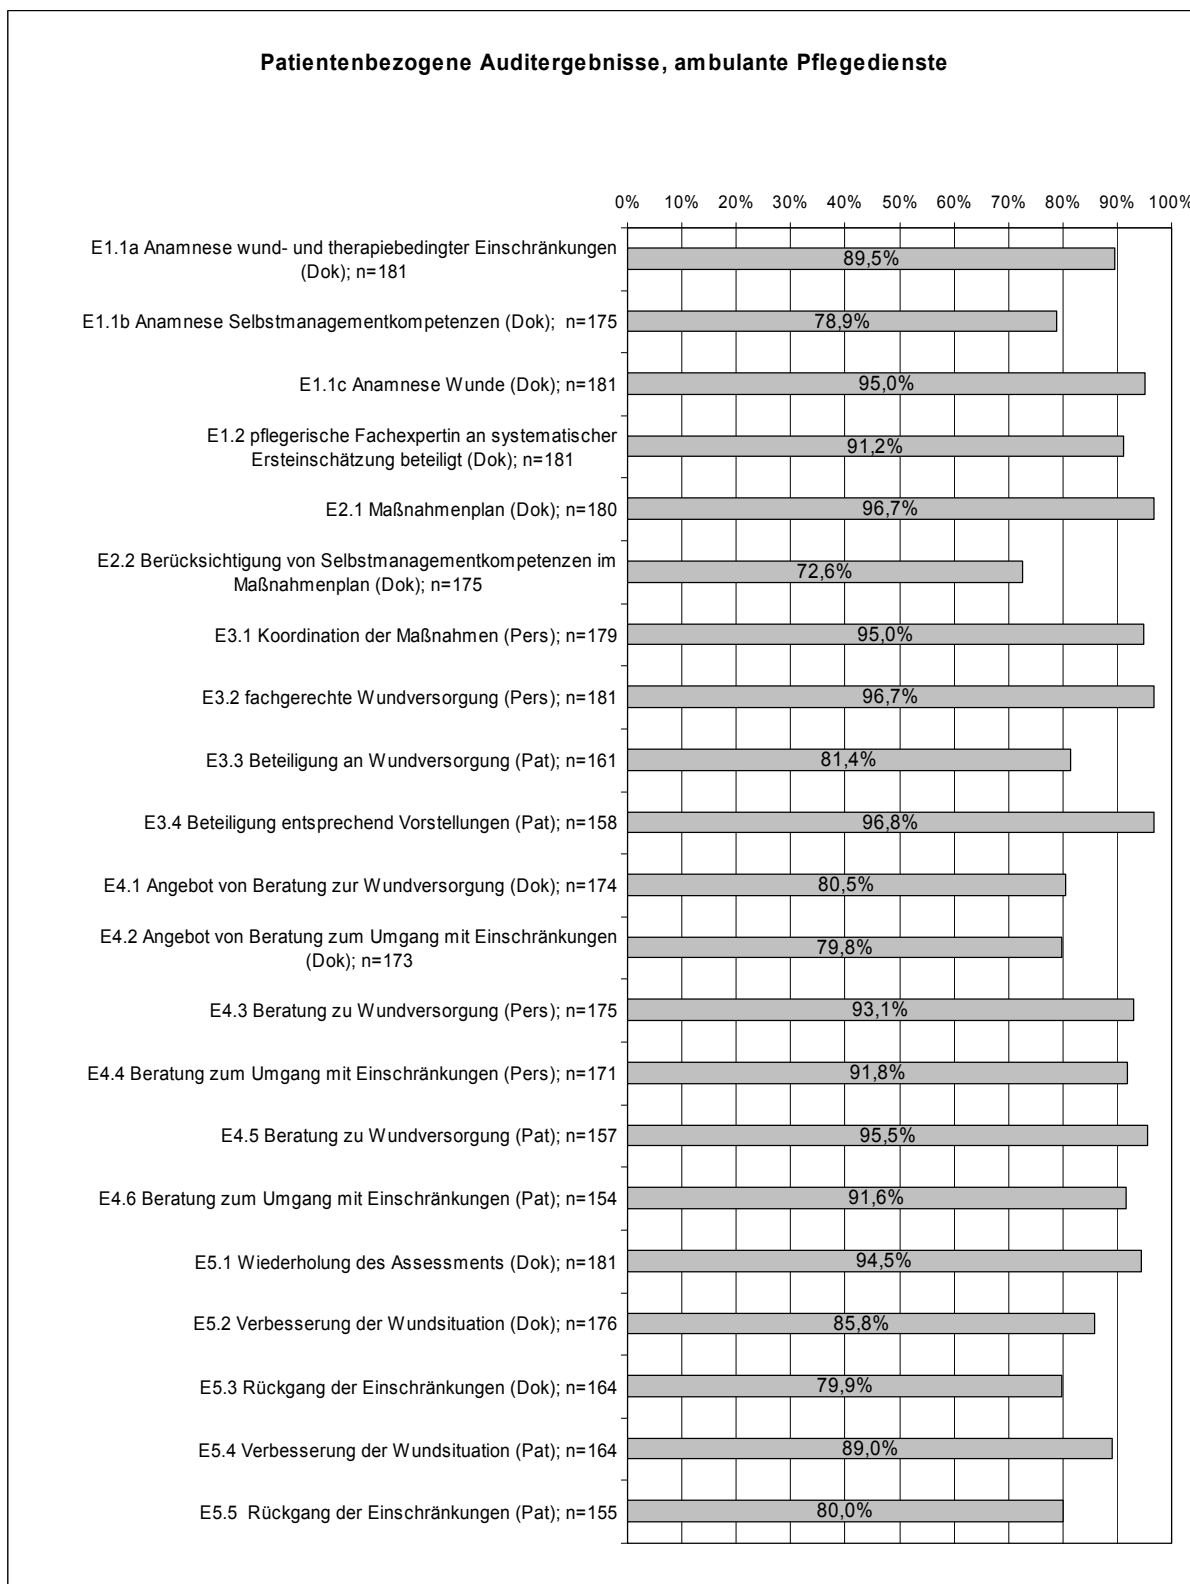 Patientenbezogene Auditergebnisse, ambulante Pflegedienste
0% 10% 20% 30% 40% 50% 60% 70% 80% 90% 100%
E1.1a Anamnese wund- und therapiebedingter Einschränkungen
(Dok); n=181
89,5%
E1.1b Anamnese Selbstmanagementkompetenzen (Dok); n=175
78,9%
E1.1c Anamnese Wunde (Dok); n=181
95,0%
E1.2 pflegerische Fachexpertin an systematischer
Ersteinschätzung beteiligt (Dok); n=181
91,2%
E2.1 Maßnahmenplan (Dok); n=180
96,7%
E2.2 Berücksichtigung von Selbstmanagementkompetenzen im
Maßnahmenplan (Dok); n=175
72,6%
E3.1 Koordination der Maßnahmen (Pers); n=179
95,0%
E3.2 fachgerechte Wundversorgung (Pers); n=181
96,7%
E3.3 Beteiligung an Wundversorgung (Pat); n=161
81,4%
E3.4 Beteiligung entsprechend Vorstellungen (Pat); n=158
96,8%
E4.1 Angebot von Beratung zur Wundversorgung (Dok); n=174
80,5%
E4.2 Angebot von Beratung zum Umgang mit Einschränkungen
(Dok); n=173
79,8%
E4.3 Beratung zu Wundversorgung (Pers); n=175
93,1%
E4.4 Beratung zum Umgang mit Einschränkungen (Pers); n=171
91,8%
E4.5 Beratung zu Wundversorgung (Pat); n=157
95,5%
E4.6 Beratung zum Umgang mit Einschränkungen (Pat); n=154
91,6%
E5.1 Wiederholung des Assessments (Dok); n=181
94,5%
E5.2 Verbesserung der Wundsituation (Dok); n=176
85,8%
E5.3 Rückgang der Einschränkungen (Dok); n=164
79,9%
E5.4 Verbesserung der Wundsituation (Pat); n=164
89,0%
E5.5 Rückgang der Einschränkungen (Pat); n=155
80,0%